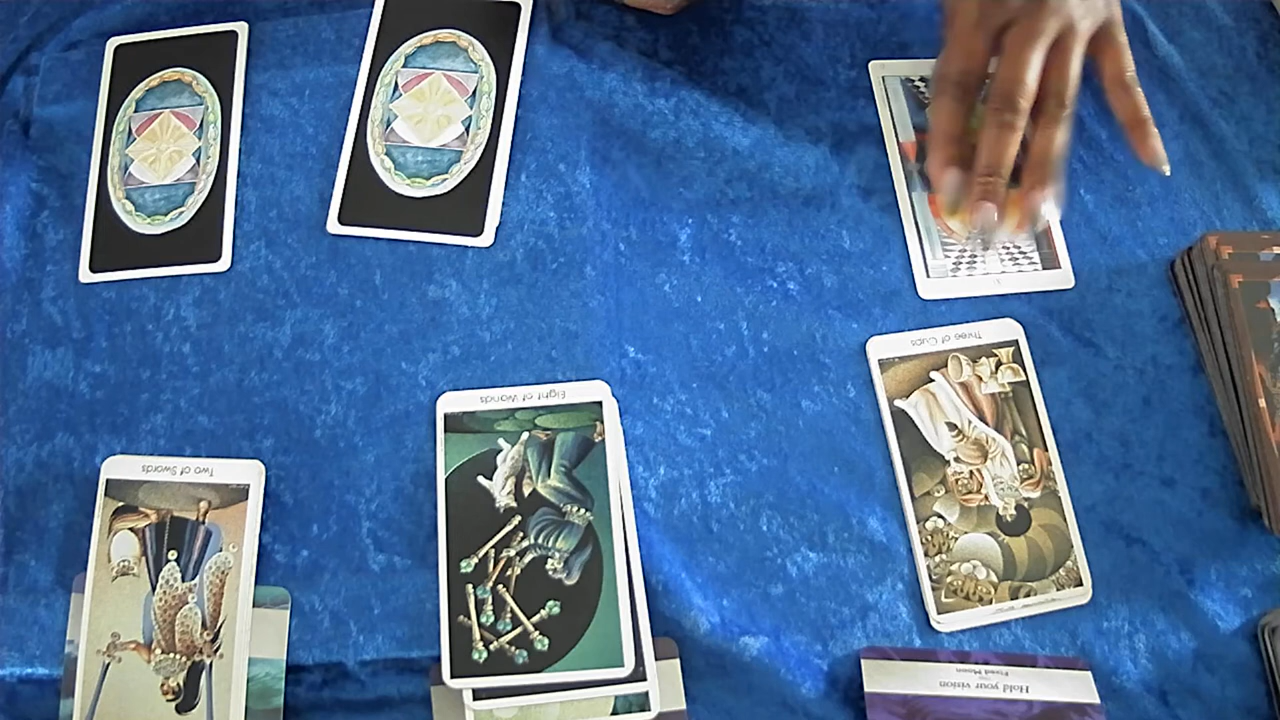 Three of Cups
Eight of Wands
Two of Swords
Hold your vision
Fixed Moon